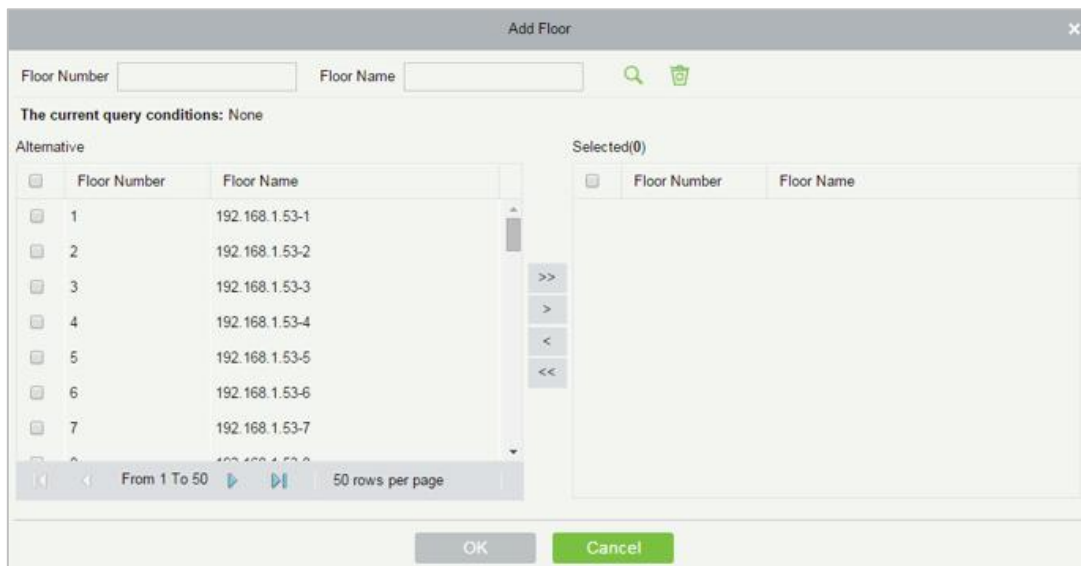 Add Floor
Floor Number Floor Name
The current query conditions: None
Alternative Selected(0)
Floor Number Floor Name Floor Number Floor Name
1 192.168.1.53-1
2 192.168.1.53-2
3 192.168.1.53-3
>>
4 192.168.1.53-4
>
5 192.168.1.53-5
<
<<
6 192.168.1.53-6
7 192.168.1.53-7
From 1 To 50 50 rows per page
OK Cancel